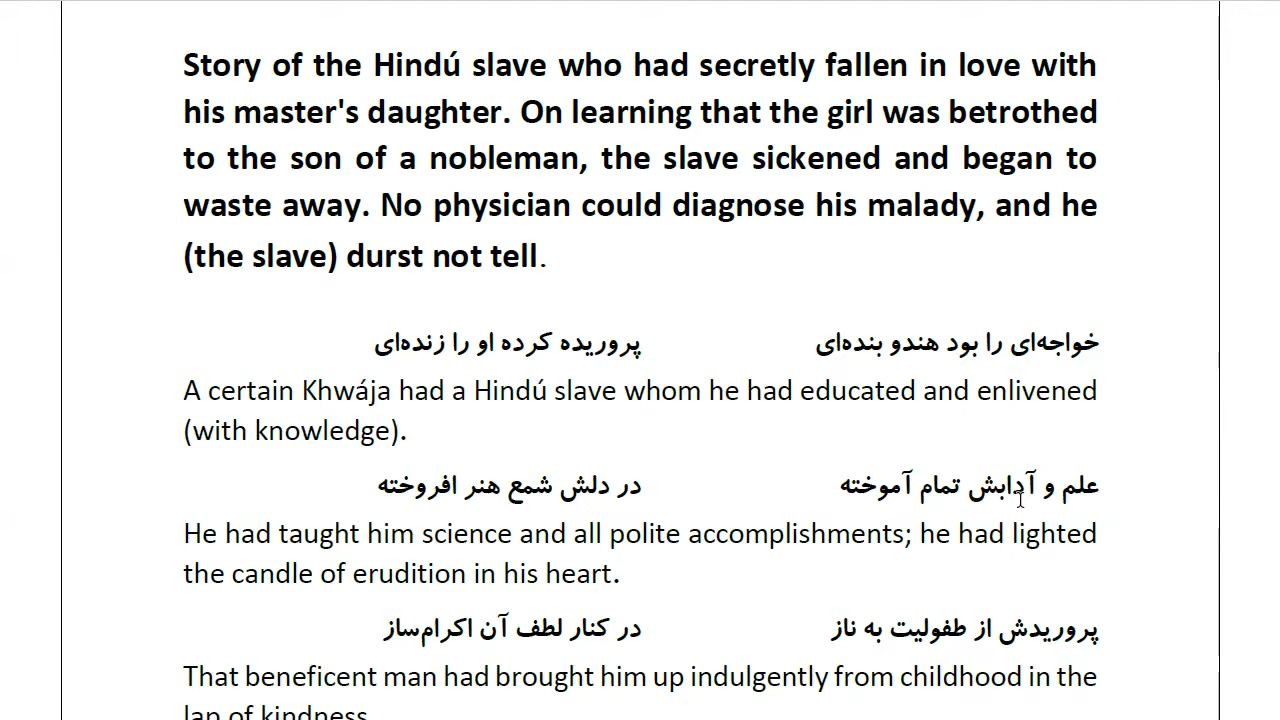 Story of the Hindú slave who had secretly fallen in love with
his master's daughter. On learning that the girl was betrothed
to the son of a nobleman, the slave sickened and began to
waste away. No physician could diagnose his malady, and he
(the slave) durst not tell.
خواجه‌ای را بود هندو بنده‌ای پروریده کرده او را زنده‌ای
A certain Khwája had a Hindú slave whom he had educated and enlivened
(with knowledge).
علم و آدابش تمام آموخته در دلش شمع هنر افروخته
He had taught him science and all polite accomplishments; he had lighted
the candle of erudition in his heart.
پروریدش از طفولیت به ناز در کنار لطف آن اکرام‌ساز
That beneficent man had brought him up indulgently from childhood in the
lap of kindness.